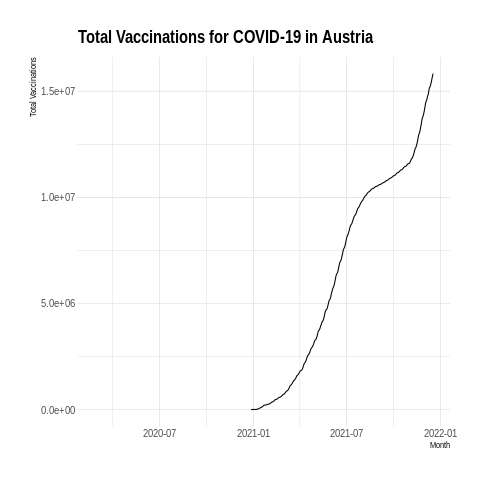 Total Vaccinations for COVID-19 in Austria
Total Vaccinations
1.5e+07
1.0e+07
5.0e+06
0.0e+00
2020-07 2021-01 2021-07 2022-01
Month